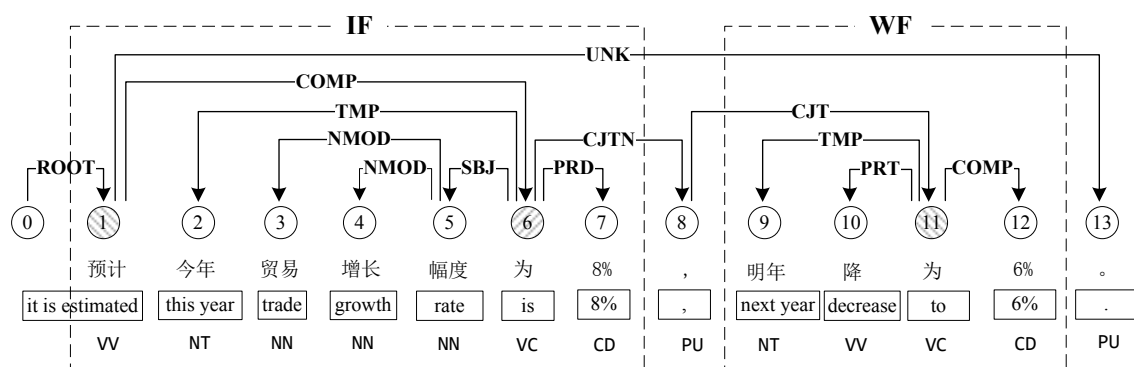 IF WF
UNK
COMP
TMP CJT
NMOD CJTN TMP
ROOT NMOD SBJ PRD PRT COMP
0 1 2 3 4 5 6 7 8 9 10 11 12 13
预计 今年 贸易 增长 幅度 为 8% , 明年 降 为 6% 。
it is estimated this year trade growth rate is 8% , next year decrease to 6% .
VV NT NN NN NN VC CD PU NT VV VC CD PU